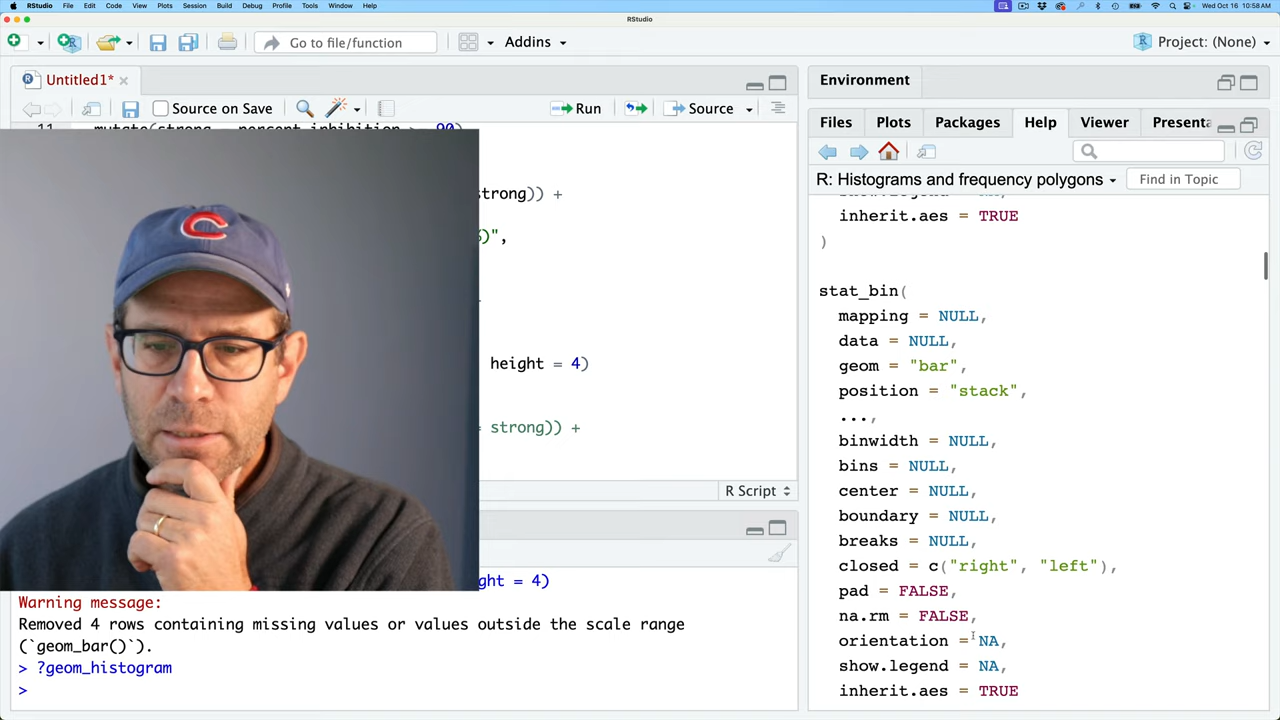 RStudio File Edit Code View Plots Session Build Debug Profile Tools Window Help
Wed Oct 16 10:58 AM
RStudio
Go to file/function
Addins
Project: (None)
Untitled1*
Source on Save
Run
Source
11 mutate(strong = percent_inhibition >= 90)
strong)) +
)",
height = 4)
= strong)) +
R Script
ght = 4)
Warning message:
Removed 4 rows containing missing values or values outside the scale range
(`geom_bar()`).
> ?geom_histogram
>
Environment
Files Plots Packages Help Viewer Presenta
R: Histograms and frequency polygons
Find in Topic
inherit.aes = TRUE
)
stat_bin(
mapping = NULL,
data = NULL,
geom = "bar",
position = "stack",
...,
binwidth = NULL,
bins = NULL,
center = NULL,
boundary = NULL,
breaks = NULL,
closed = c("right", "left"),
pad = FALSE,
na.rm = FALSE,
orientation = NA,
show.legend = NA,
inherit.aes = TRUE
C